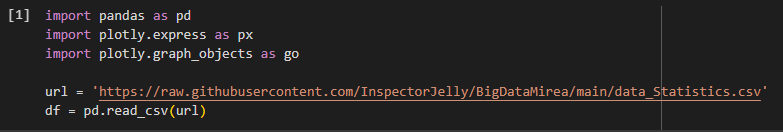 [1] import pandas as pd
import plotly.express as px
import plotly.graph_objects as go
url = 'https://raw.githubusercontent.com/InspectorJelly/BigDataMirea/main/data_Statistics.csv'
df = pd.read_csv(url)